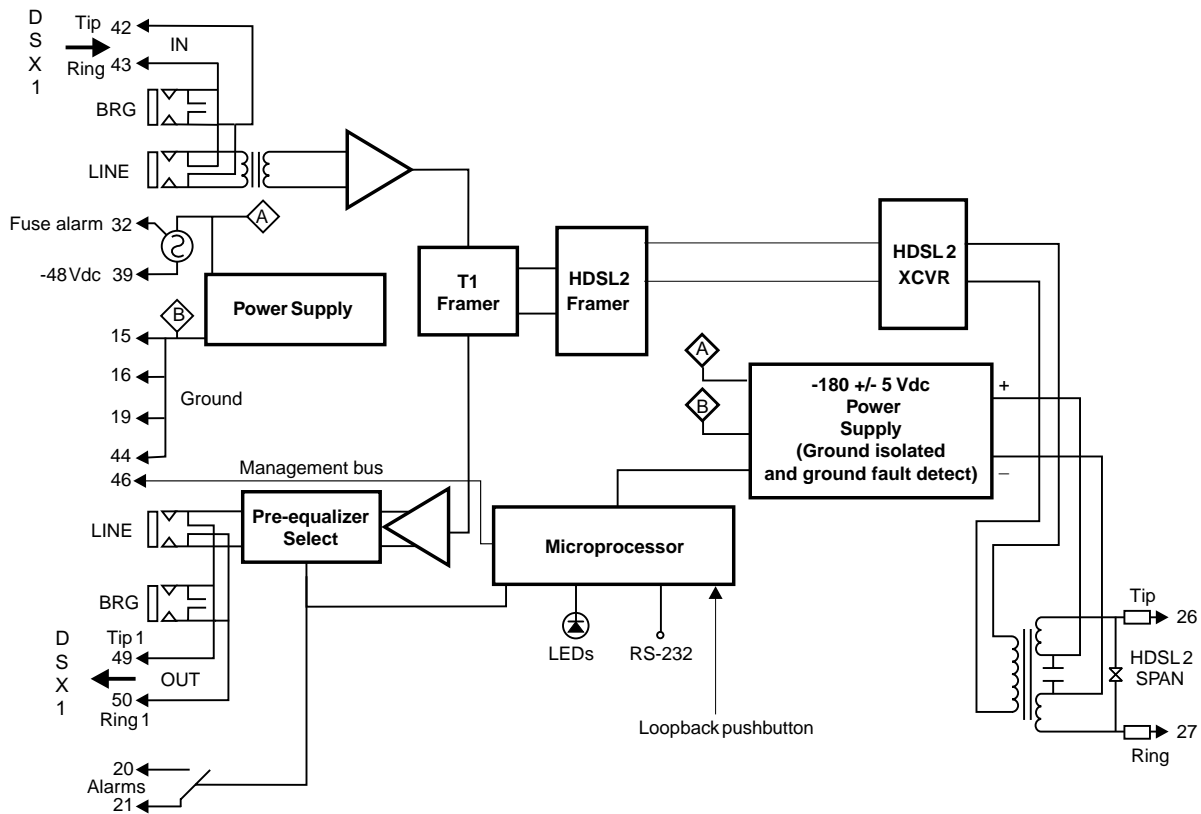 D
S
X
1
Tip 42
IN
Ring 43
BRG
LINE
Fuse alarm 32
A
-48 Vdc 39
B
Power Supply
15
16
Ground
19
44
46
Management bus
T1
Framer
HDSL2
Framer
HDSL 2
XCVR
A
B
-180 +/- 5 Vdc
Power
Supply
(Ground isolated
and ground fault detect)
+
–
LINE
Pre-equalizer
Select
Microprocessor
BRG
D
S
X
1
Tip 1
49
OUT
50
Ring 1
LEDs
RS-232
Loopback pushbutton
Tip
26
HDSL 2
SPAN
27
Ring
20
Alarms
21